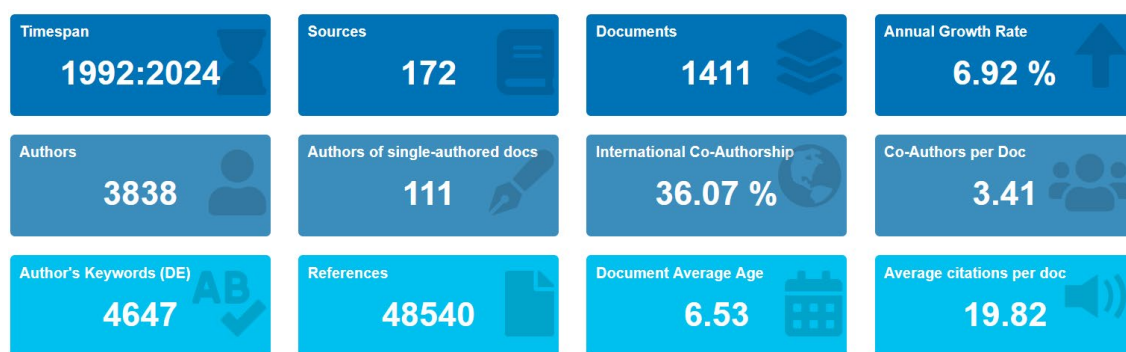 Timespan
1992:2024
Sources
172
Documents
1411
Annual Growth Rate
6.92 %
Authors
3838
Authors of single-authored docs
111
International Co-Authorship
36.07 %
Co-Authors per Doc
3.41
Author's Keywords (DE)
4647
AB
References
48540
Document Average Age
6.53
Average citations per doc
19.82